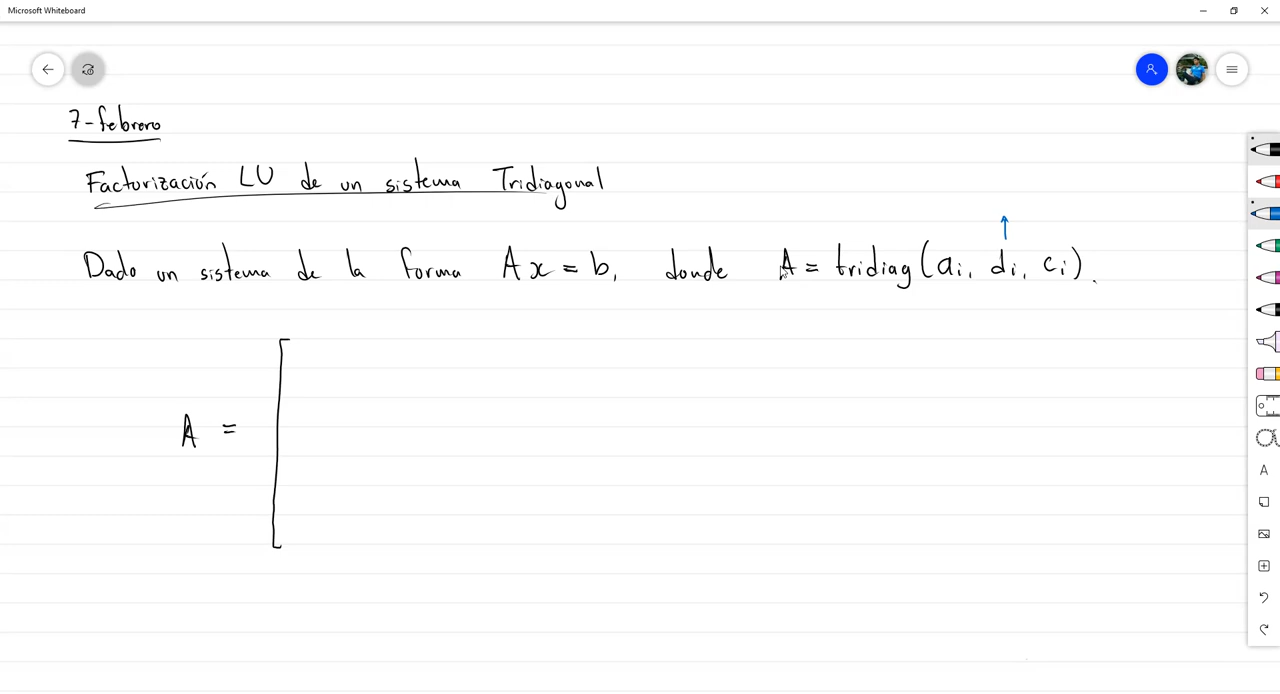 Microsoft Whiteboard
7-febrero
Factorización LU de un sistema Tridiagonal
Dado un sistema de la forma Ax = b, donde A = tridiag(ai, di, ci).
A = [
A